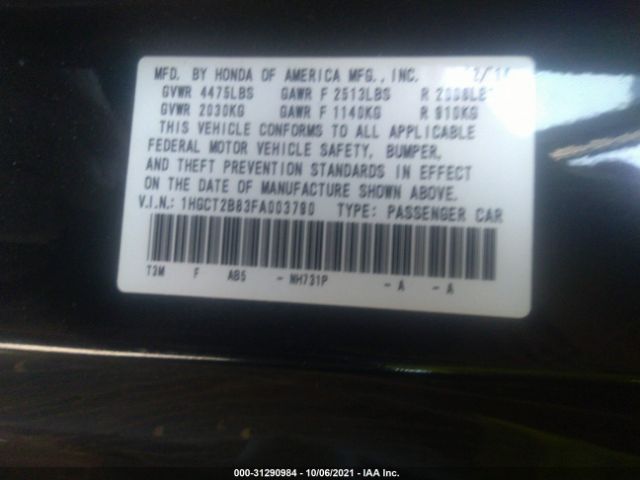 MFD. BY HONDA OF AMERICA MFG., INC.
GVWR 4475LBS GAWR F 2513LBS R
GVWR 2030KG GAWR F 1140KG R 910KG
THIS VEHICLE CONFORMS TO ALL APPLICABLE
FEDERAL MOTOR VEHICLE SAFETY, BUMPER,
AND THEFT PREVENTION STANDARDS IN EFFECT
ON THE DATE OF MANUFACTURE SHOWN ABOVE.
V.I.N.: 1HGCT2B83FA003790 TYPE: PASSENGER CAR
T3M F AB5 - NH731P - A - A
000-31290984 - 10/06/2021 - IAA Inc.